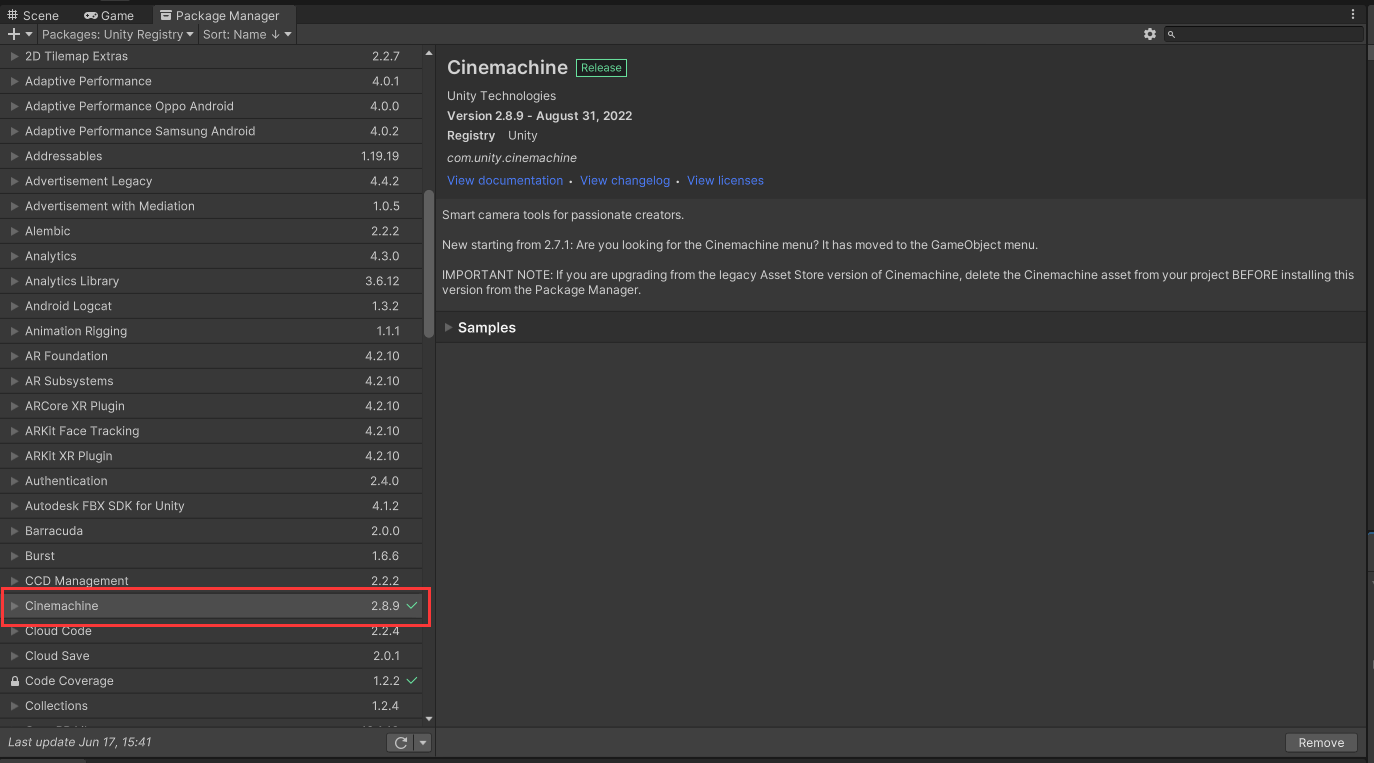 Scene Game Package Manager
Packages: Unity Registry Sort: Name ↓
2D Tilemap Extras 2.2.7
Adaptive Performance 4.0.1
Adaptive Performance Oppo Android 4.0.0
Adaptive Performance Samsung Android 4.0.2
Addressables 1.19.19
Advertisement Legacy 4.4.2
Advertisement with Mediation 1.0.5
Alembic 2.2.2
Analytics 4.3.0
Analytics Library 3.6.12
Android Logcat 1.3.2
Animation Rigging 1.1.1
AR Foundation 4.2.10
AR Subsystems 4.2.10
ARCore XR Plugin 4.2.10
ARKit Face Tracking 4.2.10
ARKit XR Plugin 4.2.10
Authentication 2.4.0
Autodesk FBX SDK for Unity 4.1.2
Barracuda 2.0.0
Burst 1.6.6
CCD Management 2.2.2
Cinemachine 2.8.9
Cloud Code 2.2.4
Cloud Save 2.0.1
Code Coverage 1.2.2
Collections 1.2.4
Last update Jun 17, 15:41
Cinemachine Release
Unity Technologies
Version 2.8.9 - August 31, 2022
Registry Unity
com.unity.cinemachine
View documentation • View changelog • View licenses
Smart camera tools for passionate creators.
New starting from 2.7.1: Are you looking for the Cinemachine menu? It has moved to the GameObject menu.
IMPORTANT NOTE: If you are upgrading from the legacy Asset Store version of Cinemachine, delete the Cinemachine asset from your project BEFORE installing this
version from the Package Manager.
Samples
Remove